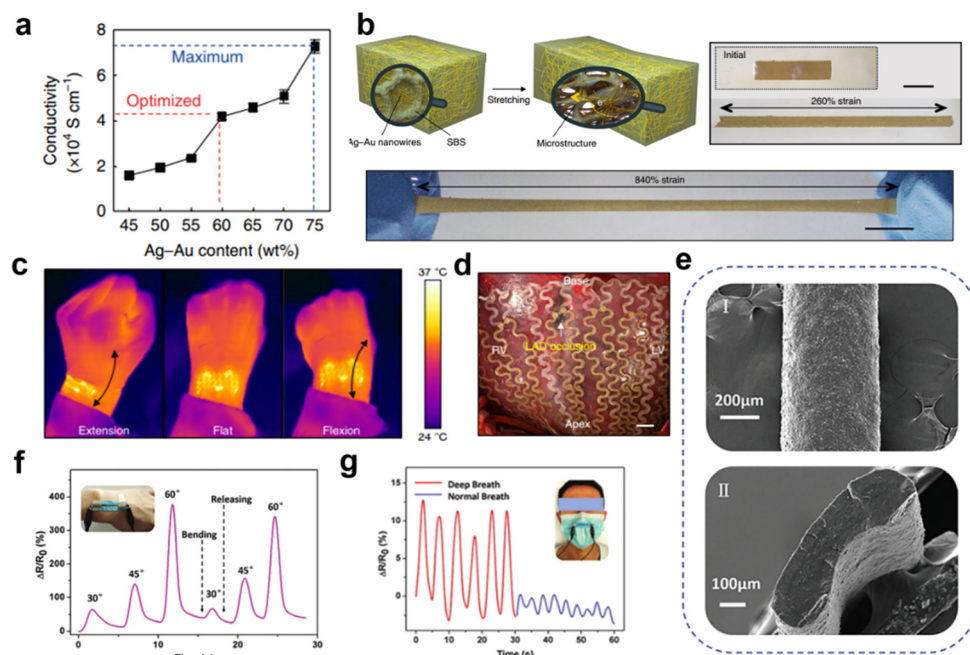 a
8
6
4
2
0
Conductivity
(×10⁴ S cm⁻¹)
Maximum
Optimized
45 50 55 60 65 70 75
Ag–Au content (wt%)
b
Stretching
Ag–Au nanowires
SBS
Microstructure
Initial
260% strain
840% strain
c
Extension
Flat
Flexion
37 °C
24 °C
d
Base
RV
LAD occlusion
LV
Apex
e
I
200μm
II
100μm
f
ΔR/R₀ (%)
400
300
200
100
0
30°
45°
60°
Bending
Releasing
30°
45°
60°
0 10 20 30
g
ΔR/R₀ (%)
15
10
5
0
Deep Breath
Normal Breath
0 10 20 30 40 50 60
Time (s)